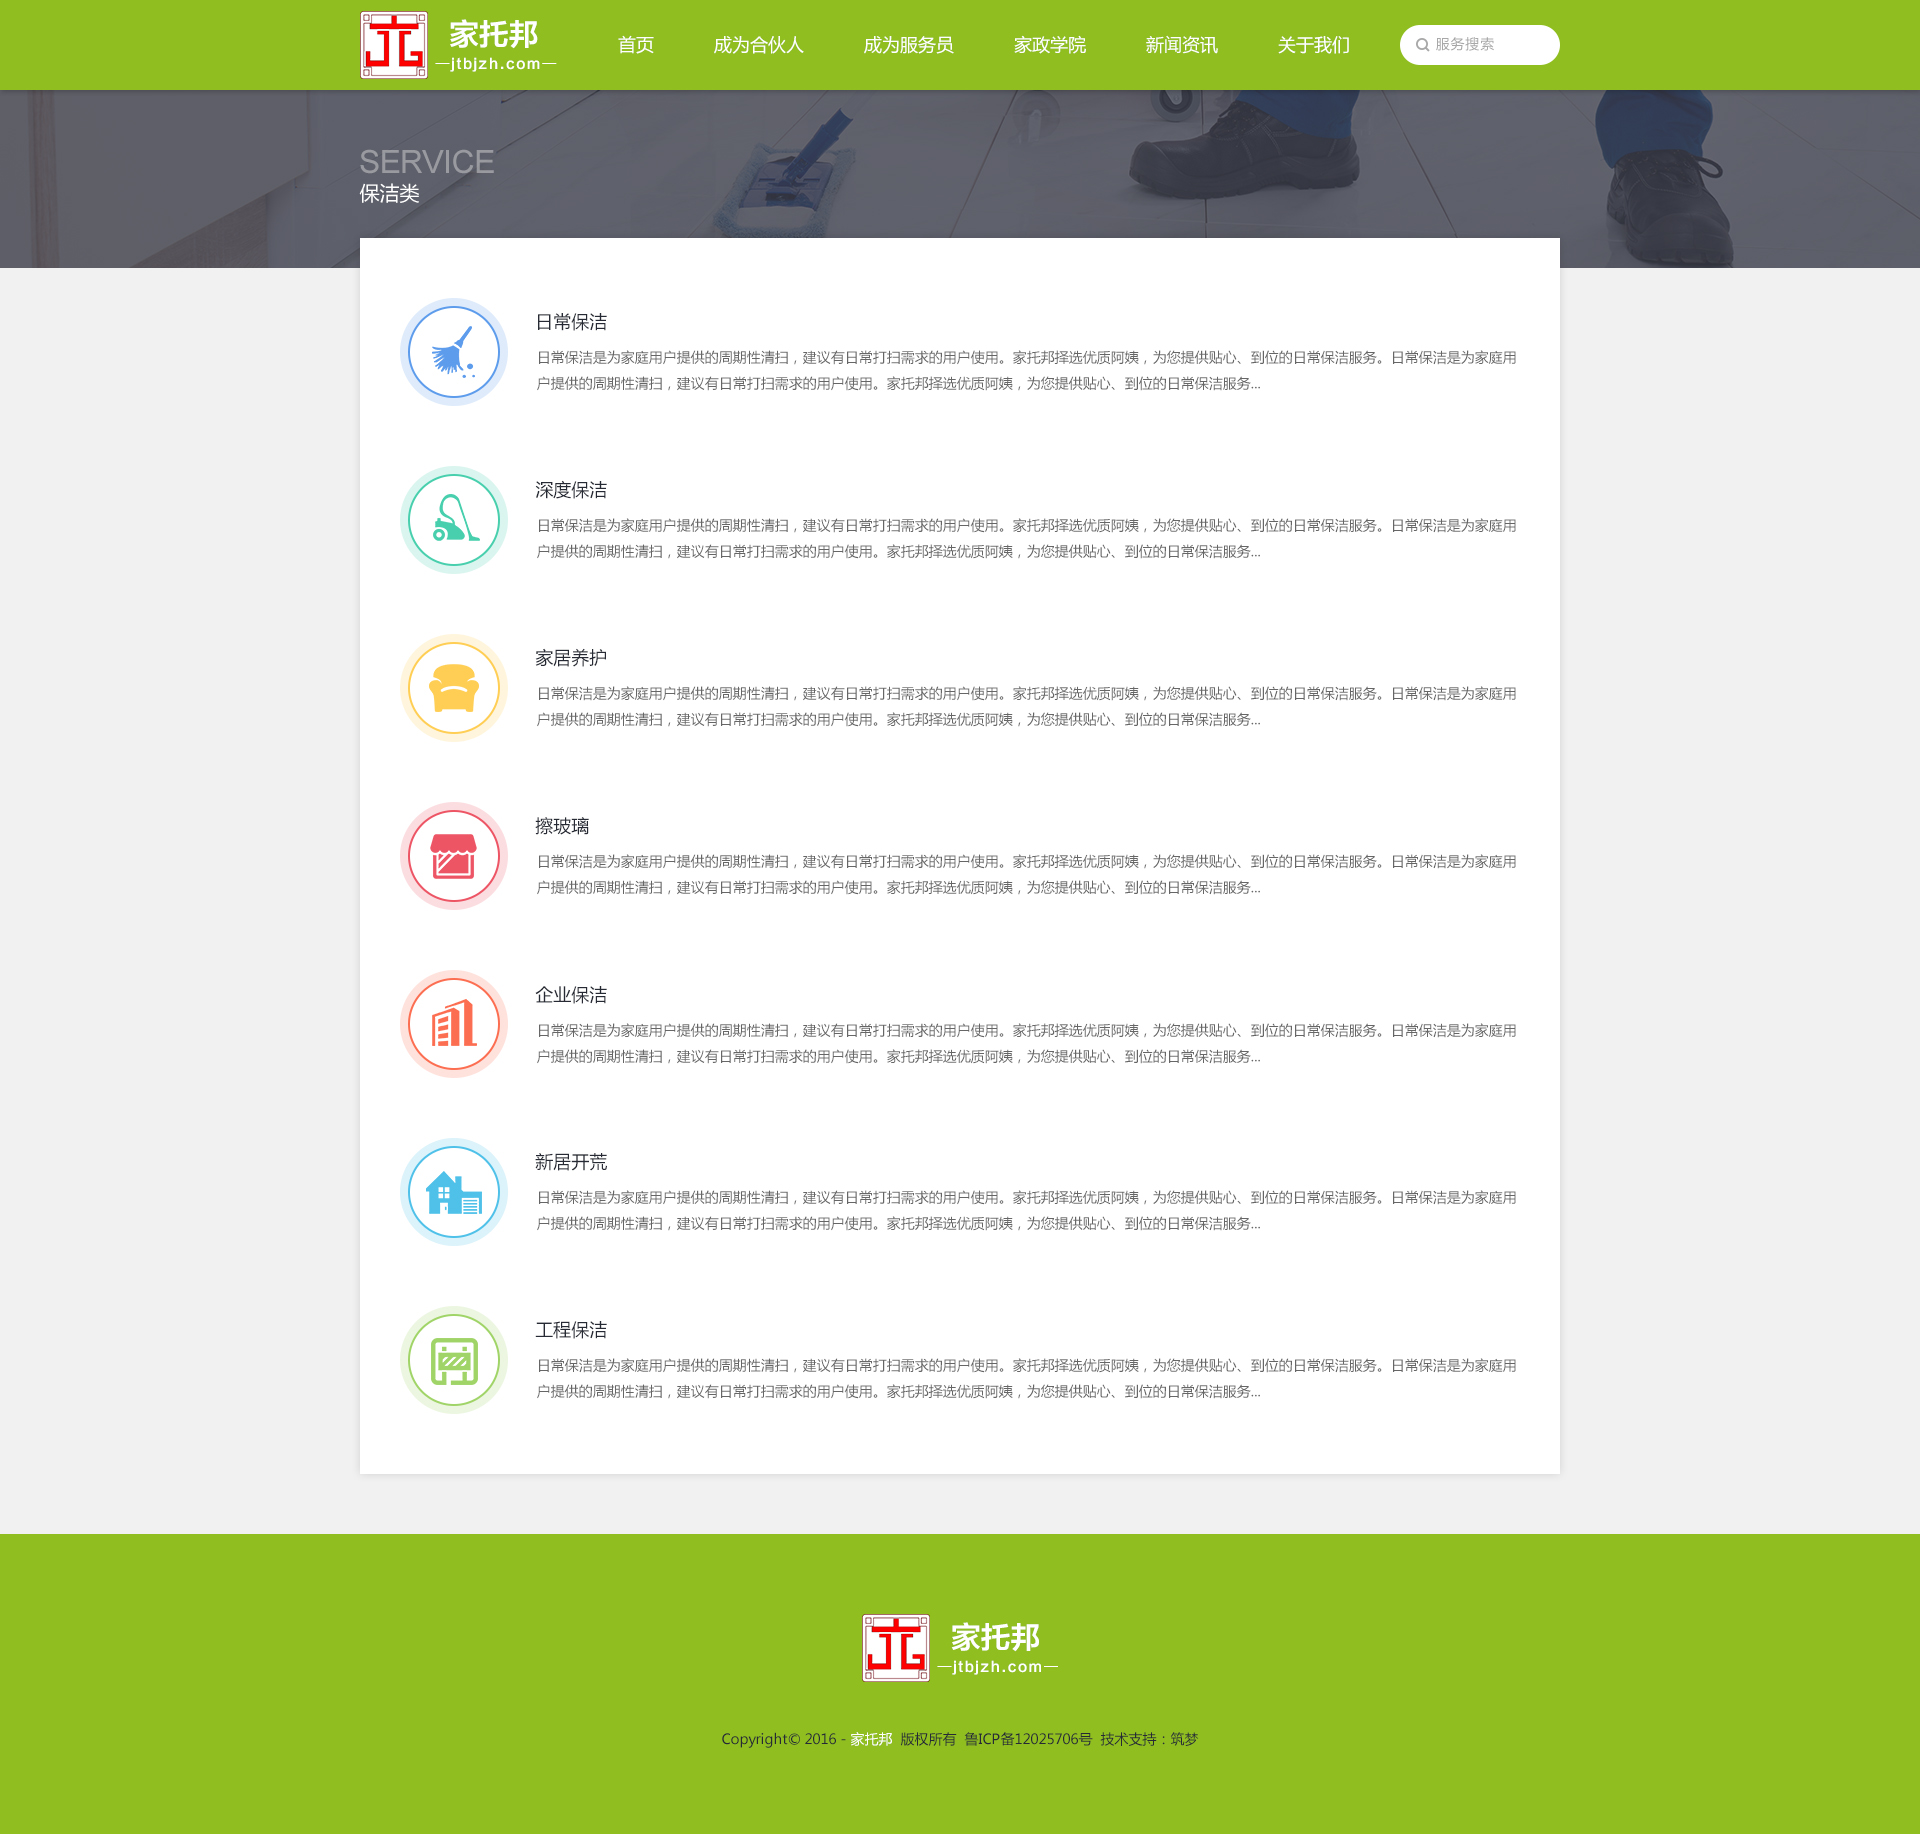 家托邦
jtbjzh.com
首页 成为合伙人 成为服务员 家政学院 新闻资讯 关于我们 服务搜索
SERVICE
保洁类
日常保洁
日常保洁是为家庭用户提供的周期性清扫，建议有日常打扫需求的用户使用。家托邦择选优质阿姨，为您提供贴心、到位的日常保洁服务。日常保洁是为家庭用
户提供的周期性清扫，建议有日常打扫需求的用户使用。家托邦择选优质阿姨，为您提供贴心、到位的日常保洁服务...
深度保洁
日常保洁是为家庭用户提供的周期性清扫，建议有日常打扫需求的用户使用。家托邦择选优质阿姨，为您提供贴心、到位的日常保洁服务。日常保洁是为家庭用
户提供的周期性清扫，建议有日常打扫需求的用户使用。家托邦择选优质阿姨，为您提供贴心、到位的日常保洁服务...
家居养护
日常保洁是为家庭用户提供的周期性清扫，建议有日常打扫需求的用户使用。家托邦择选优质阿姨，为您提供贴心、到位的日常保洁服务。日常保洁是为家庭用
户提供的周期性清扫，建议有日常打扫需求的用户使用。家托邦择选优质阿姨，为您提供贴心、到位的日常保洁服务...
擦玻璃
日常保洁是为家庭用户提供的周期性清扫，建议有日常打扫需求的用户使用。家托邦择选优质阿姨，为您提供贴心、到位的日常保洁服务。日常保洁是为家庭用
户提供的周期性清扫，建议有日常打扫需求的用户使用。家托邦择选优质阿姨，为您提供贴心、到位的日常保洁服务...
企业保洁
日常保洁是为家庭用户提供的周期性清扫，建议有日常打扫需求的用户使用。家托邦择选优质阿姨，为您提供贴心、到位的日常保洁服务。日常保洁是为家庭用
户提供的周期性清扫，建议有日常打扫需求的用户使用。家托邦择选优质阿姨，为您提供贴心、到位的日常保洁服务...
新居开荒
日常保洁是为家庭用户提供的周期性清扫，建议有日常打扫需求的用户使用。家托邦择选优质阿姨，为您提供贴心、到位的日常保洁服务。日常保洁是为家庭用
户提供的周期性清扫，建议有日常打扫需求的用户使用。家托邦择选优质阿姨，为您提供贴心、到位的日常保洁服务...
工程保洁
日常保洁是为家庭用户提供的周期性清扫，建议有日常打扫需求的用户使用。家托邦择选优质阿姨，为您提供贴心、到位的日常保洁服务。日常保洁是为家庭用
户提供的周期性清扫，建议有日常打扫需求的用户使用。家托邦择选优质阿姨，为您提供贴心、到位的日常保洁服务...
家托邦
jtbjzh.com
Copyright© 2016 - 家托邦 版权所有 鲁ICP备12025706号 技术支持：筑梦